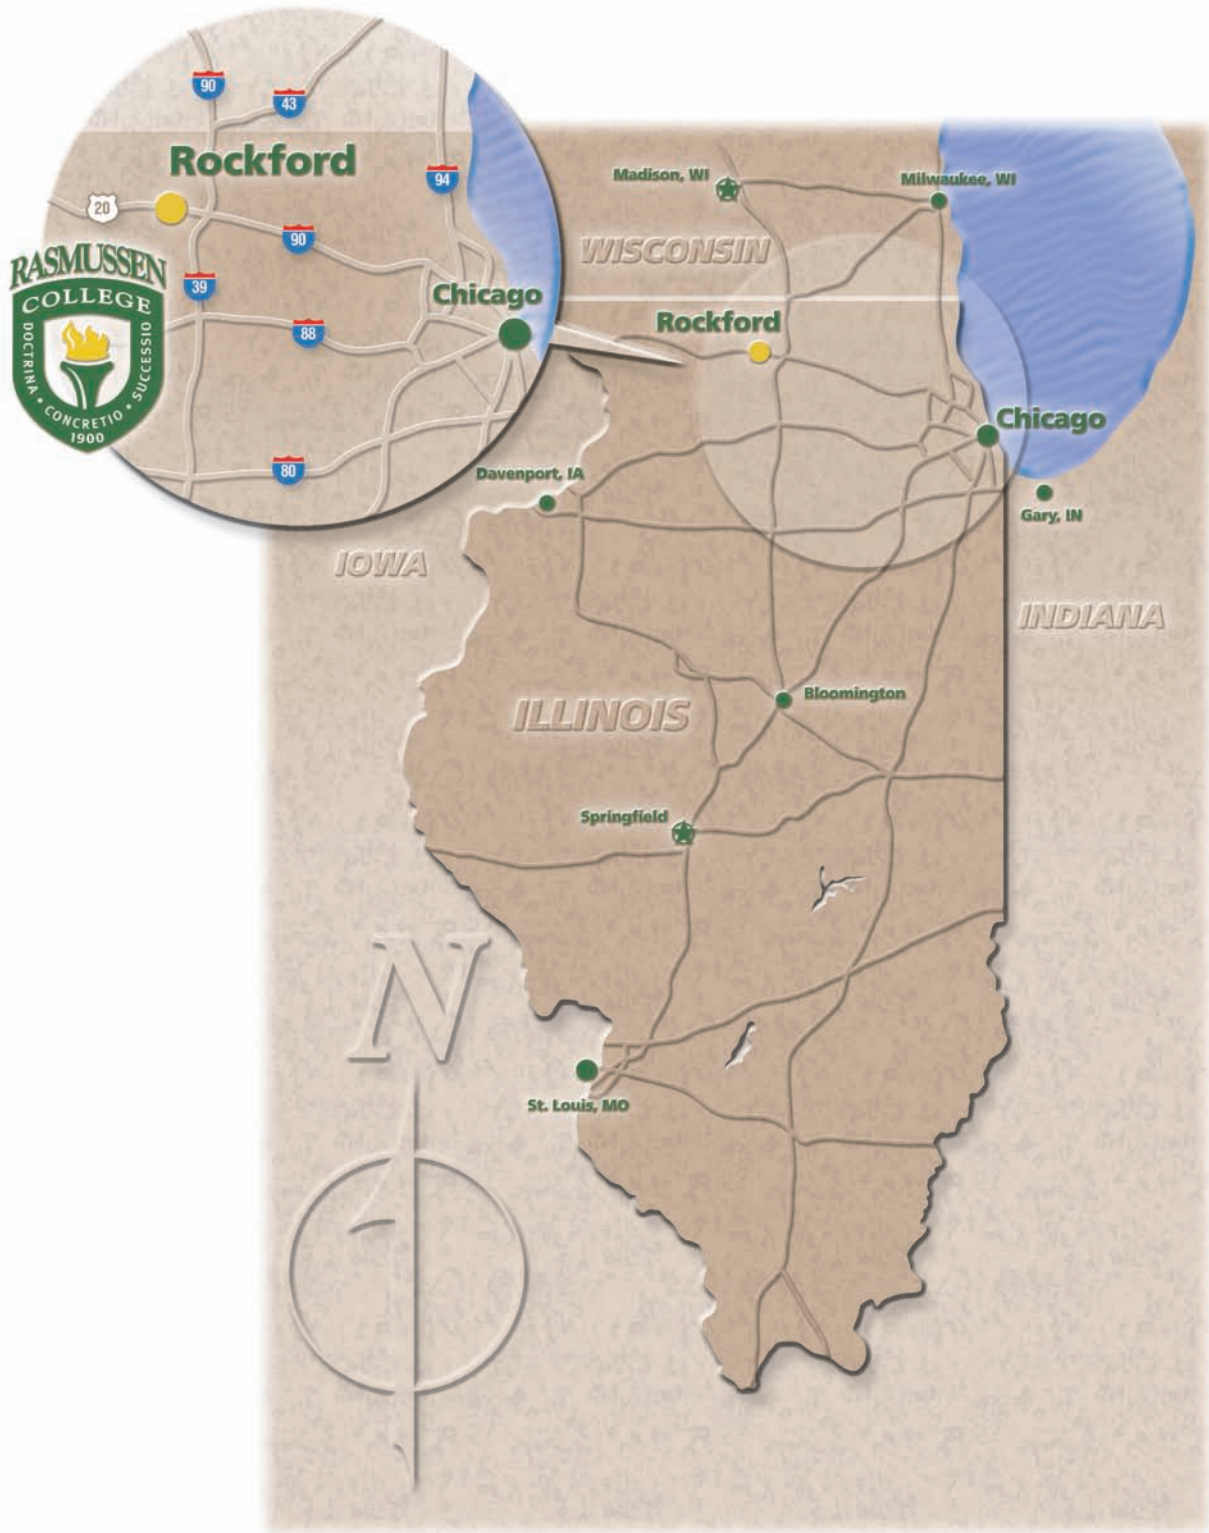 90
43
Rockford
94
20
90
RASMUSSEN
COLLEGE
DOCTRINA • CONCRETIO • SUCCESSIO
1900
39
Chicago
88
80
Madison, WI
Milwaukee, WI
WISCONSIN
Rockford
Chicago
Davenport, IA
Gary, IN
IOWA
INDIANA
Bloomington
ILLINOIS
Springfield
N
St. Louis, MO